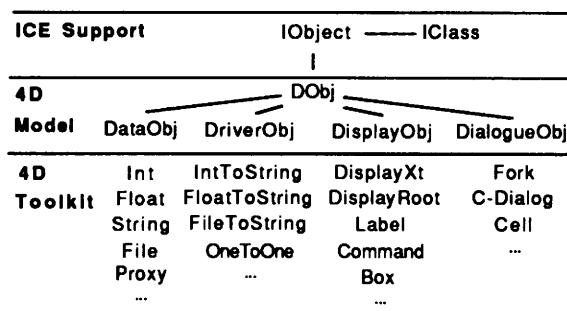 ICE Support IObject IClass
4D DObj
Model DataObj DriverObj DisplayObj DialogueObj
4D Int IntToString DisplayXt Fork
Toolkit Float FloatToString DisplayRoot C-Dialog
String FileToString Label Cell
File OneToOne Command ...
Proxy ... Box
... ...